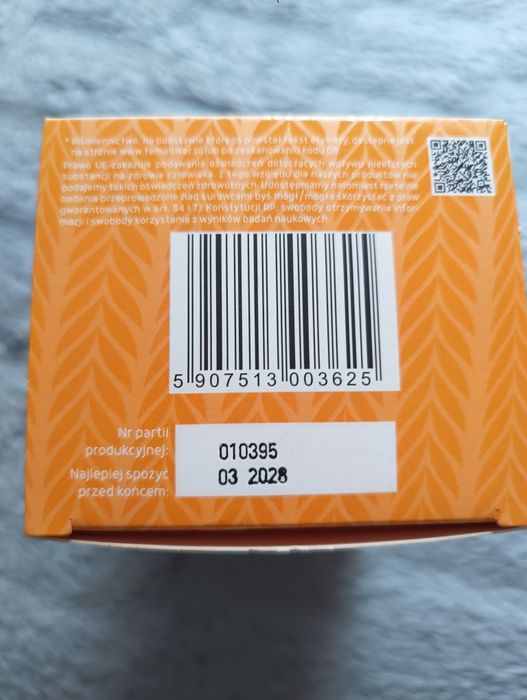 * Piśmiennictwo, na podstawie którego powstał tekst etykiety, dostępne jest
na stronie www.femaltiker.pl lub po zeskanowaniu kodu QR.
Prawo UE zakazuje podawania oświadczeń dotyczących wpływu niektórych
substancji na zdrowie człowieka. Z tego względu dla naszych produktów nie
podajemy takich oświadczeń zdrowotnych. Udostępniamy natomiast rzetelne
badania przeprowadzone nad surowcami byś mógł/mogła skorzystać z praw
gwarantowanych w art. 54 i 73 Konstytucji RP: swobody otrzymywania infor-
macji i swobody korzystania z wyników badań naukowych.
5 907513 003625
Nr partii
produkcyjnej: 010395
Najlepiej spożyć 03 2028
przed końcem: